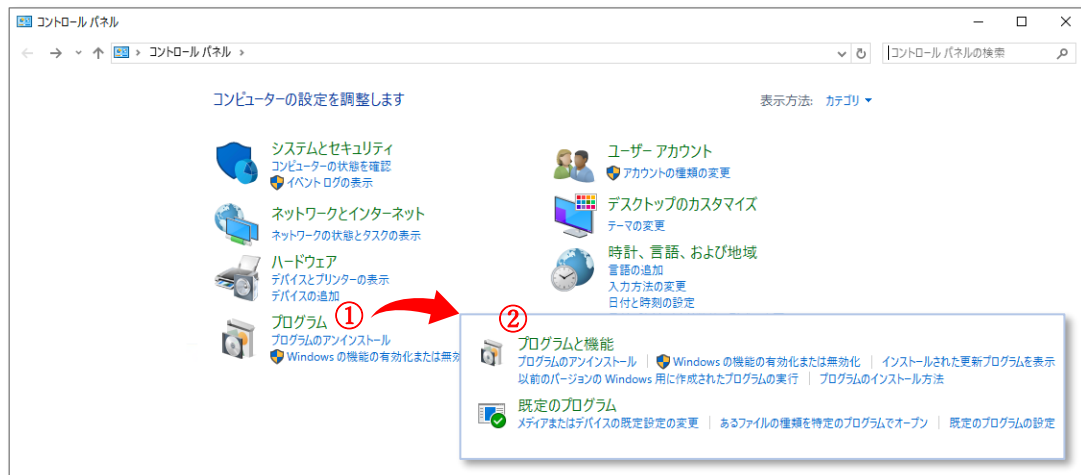 コントロール パネル
コントロール パネル
コントロール パネルの検索
コンピューターの設定を調整します
表示方法: カテゴリ
システムとセキュリティ
コンピューターの状態を確認
イベント ログの表示
ネットワークとインターネット
ネットワークの状態とタスクの表示
ハードウェア
デバイスとプリンターの表示
デバイスの追加
プログラム ①
プログラムのアンインストール
Windows の機能の有効化または無効
ユーザー アカウント
アカウントの種類の変更
デスクトップのカスタマイズ
テーマの変更
時計、言語、および地域
言語の追加
入力方法の変更
日付と時刻の設定
②
プログラムと機能
プログラムのアンインストール | Windows の機能の有効化または無効化 | インストールされた更新プログラムを表示
以前のバージョンの Windows 用に作成されたプログラムの実行 | プログラムのインストール方法
既定のプログラム
メディアまたはデバイスの既定設定の変更 | あるファイルの種類を特定のプログラムでオープン | 既定のプログラムの設定